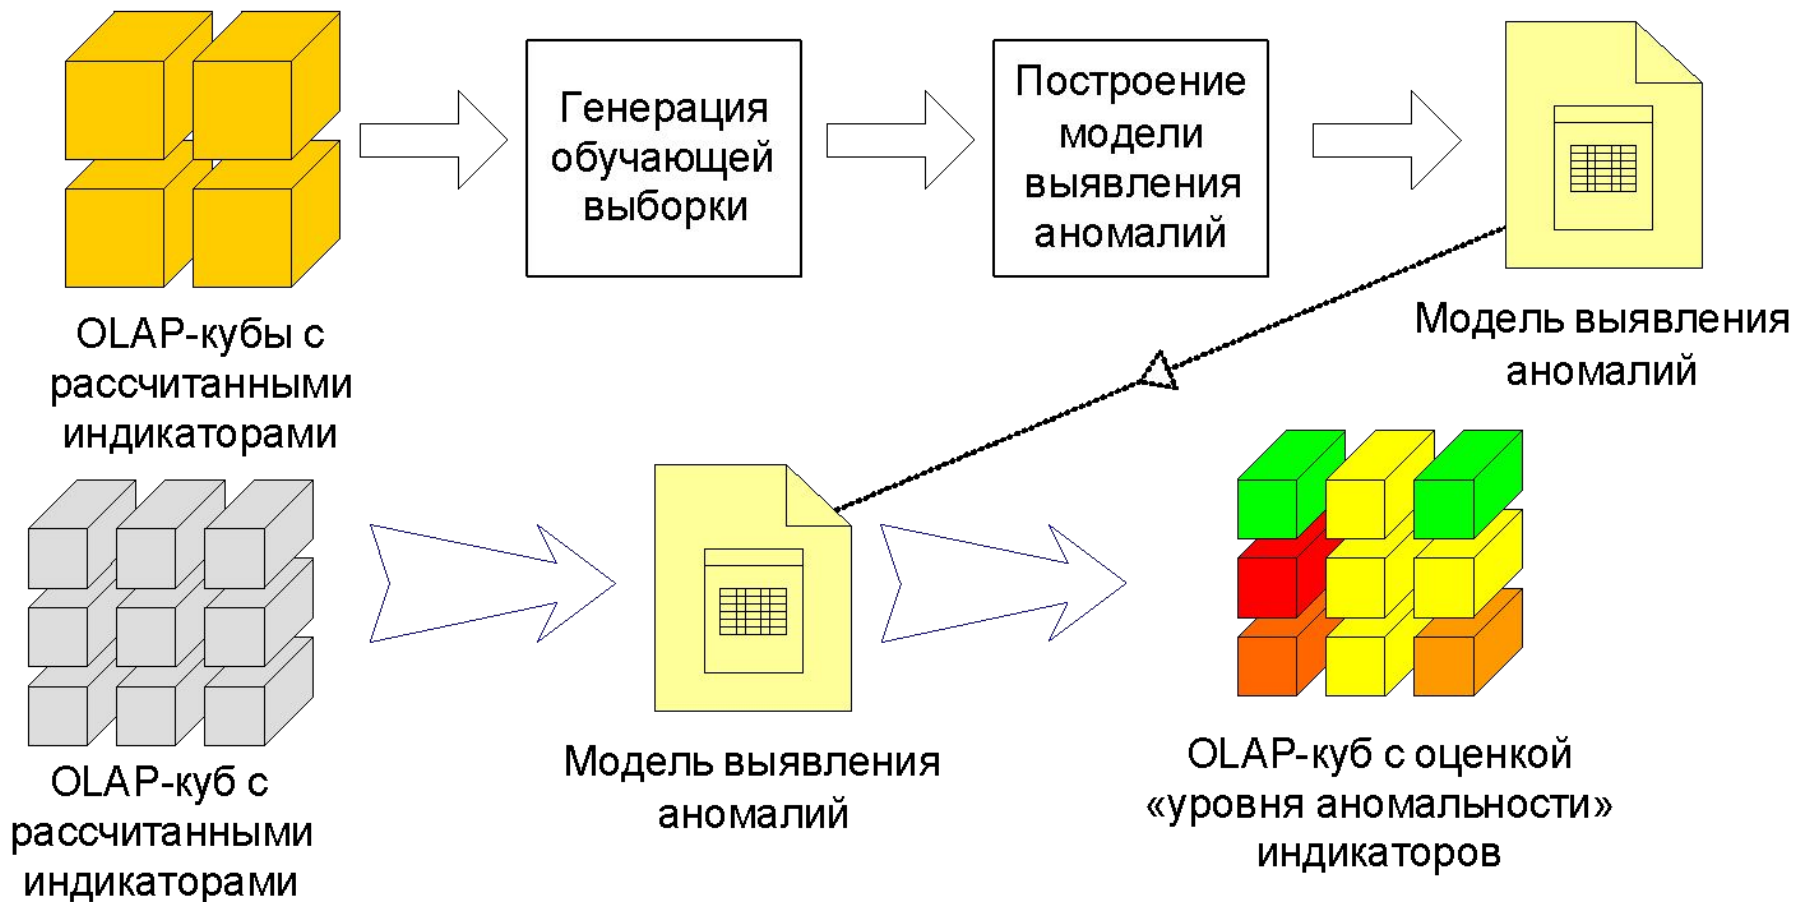 Генерация
обучающей
выборки
Построение
модели
выявления
аномалий
OLAP-кубы с
рассчитанными
индикаторами
Модель выявления
аномалий
OLAP-куб с
рассчитанными
индикаторами
Модель выявления
аномалий
OLAP-куб с оценкой
«уровня аномальности»
индикаторов